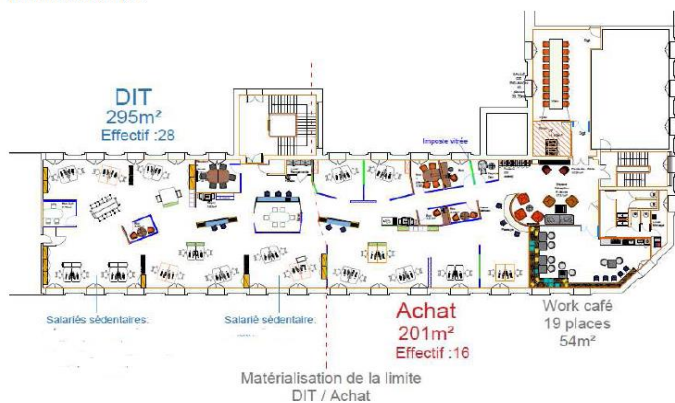 DIT
295m²
Effectif :28
Imposte vitrée
Salariés sédentaires:
Salarié sédentaire:
Achat
201m²
Effectif :16
Work café
19 places
54m²
Matérialisation de la limite
DIT / Achat